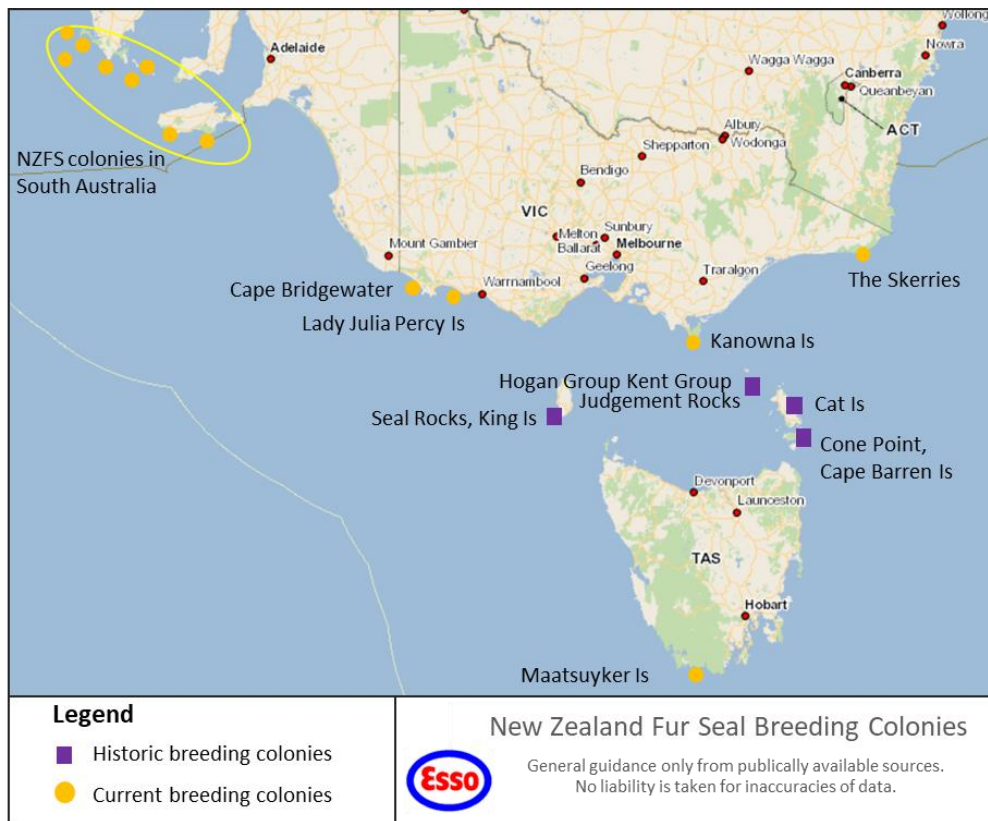 Wollong
Nowra
Adelaide
Wagga Wagga
Canberra
Queanbeyan
ACT
Albury
Wodonga
Shepparton
Bendigo
NZFS colonies in
South Australia
VIC
Sunbury
Melton
Ballarat
Melbourne
Mount Gambier
Geelong
Traralgon
The Skerries
Cape Bridgewater
Warrnambool
Lady Julia Percy Is
Kanowna Is
Hogan Group Kent Group
Judgement Rocks
Cat Is
Seal Rocks, King Is
Cone Point,
Cape Barren Is
Devonport
Launceston
TAS
Hobart
Maatsuyker Is
Legend
Historic breeding colonies
Current breeding colonies
Esso
New Zealand Fur Seal Breeding Colonies
General guidance only from publically available sources.
No liability is taken for inaccuracies of data.